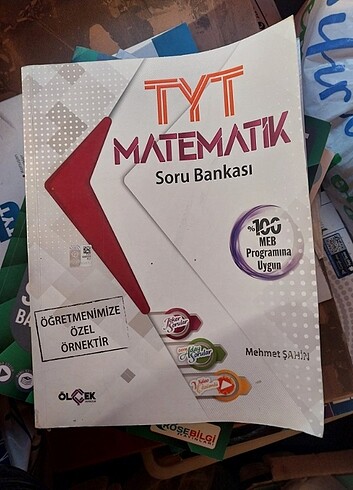 TYT
MATEMATİK
Soru Bankası
%100
MEB
Programına
Uygun
ÖĞRETMENİMİZE
ÖZEL
ÖRNEKTİR
Mehmet ŞAHİN
ÖLÇEK
KÖŞEBİLGİ